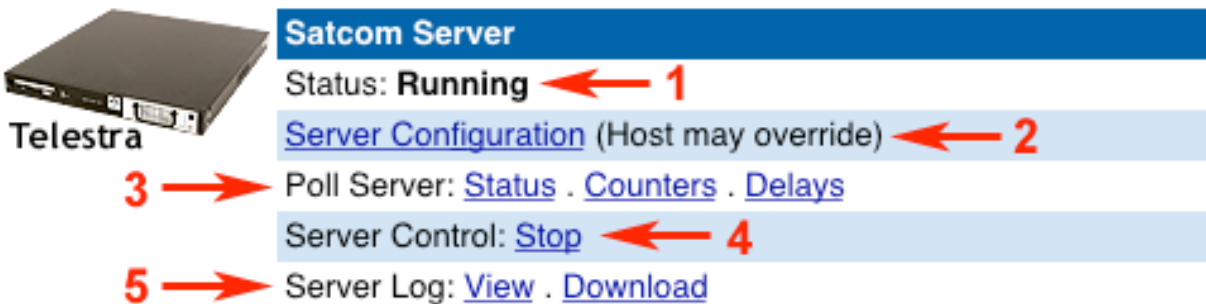 Satcom Server
Status: Running 1
Telestra
Server Configuration (Host may override) 2
3 Poll Server: Status . Counters . Delays
Server Control: Stop 4
5 Server Log: View . Download